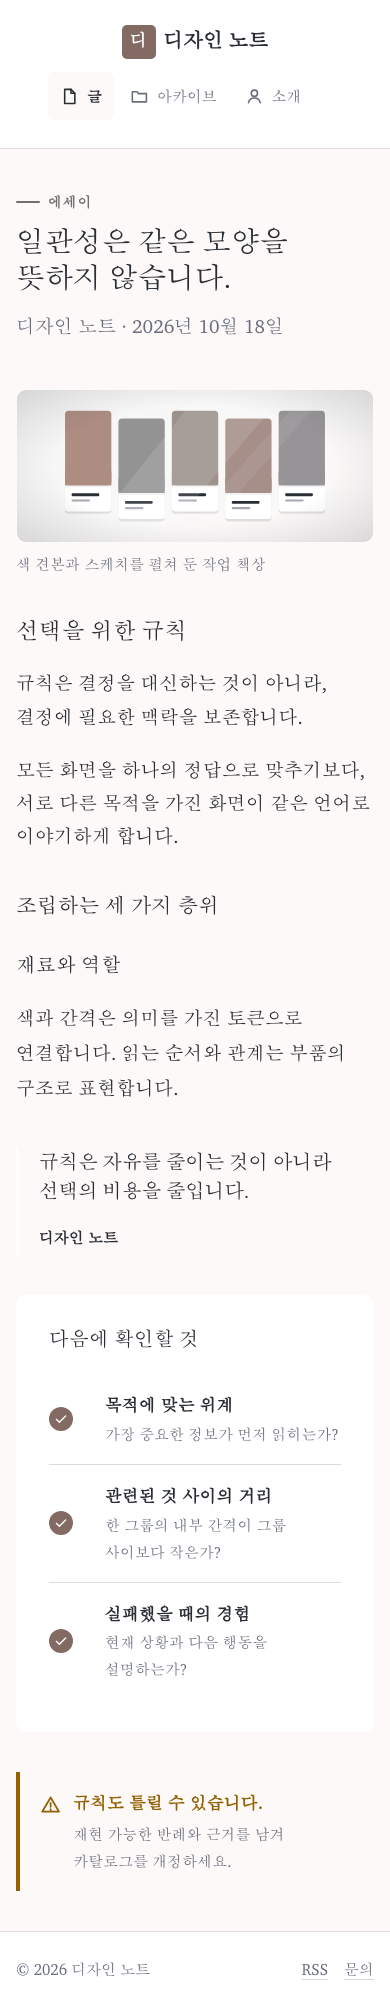 디
디자인 노트
글
아카이브
소개
에세이
일관성은 같은 모양을
뜻하지 않습니다.
디자인 노트 · 2026년 10월 18일
색 견본과 스케치를 펼쳐 둔 작업 책상
선택을 위한 규칙
규칙은 결정을 대신하는 것이 아니라,
결정에 필요한 맥락을 보존합니다.
모든 화면을 하나의 정답으로 맞추기보다,
서로 다른 목적을 가진 화면이 같은 언어로
이야기하게 합니다.
조립하는 세 가지 층위
재료와 역할
색과 간격은 의미를 가진 토큰으로
연결합니다. 읽는 순서와 관계는 부품의
구조로 표현합니다.
규칙은 자유를 줄이는 것이 아니라
선택의 비용을 줄입니다.
디자인 노트
다음에 확인할 것
목적에 맞는 위계
가장 중요한 정보가 먼저 읽히는가?
관련된 것 사이의 거리
한 그룹의 내부 간격이 그룹
사이보다 작은가?
실패했을 때의 경험
현재 상황과 다음 행동을
설명하는가?
규칙도 틀릴 수 있습니다.
재현 가능한 반례와 근거를 남겨
카탈로그를 개정하세요.
© 2026 디자인 노트
RSS
문의